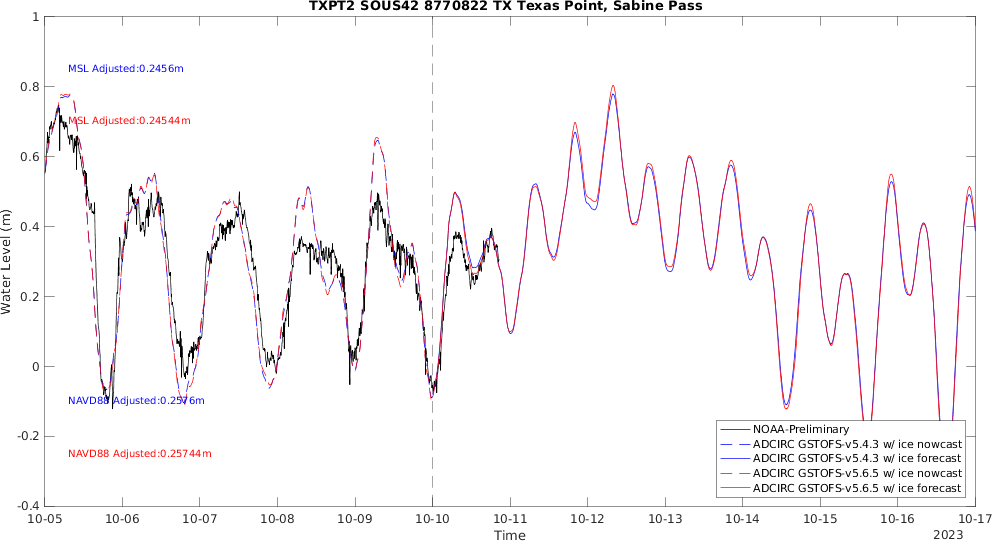 TXPT2 SOUS42 8770822 TX Texas Point, Sabine Pass
Water Level (m)
1
0.8
0.6
0.4
0.2
0
-0.2
-0.4
MSL Adjusted:0.2456m
MSL Adjusted:0.24544m
NAVD88 Adjusted:0.2576m
NAVD88 Adjusted:0.25744m
NOAA-Preliminary
ADCIRC GSTOFS-v5.4.3 w/ ice nowcast
ADCIRC GSTOFS-v5.4.3 w/ ice forecast
ADCIRC GSTOFS-v5.6.5 w/ ice nowcast
ADCIRC GSTOFS-v5.6.5 w/ ice forecast
10-05 10-06 10-07 10-08 10-09 10-10 10-11 10-12 10-13 10-14 10-15 10-16 10-17
Time
2023